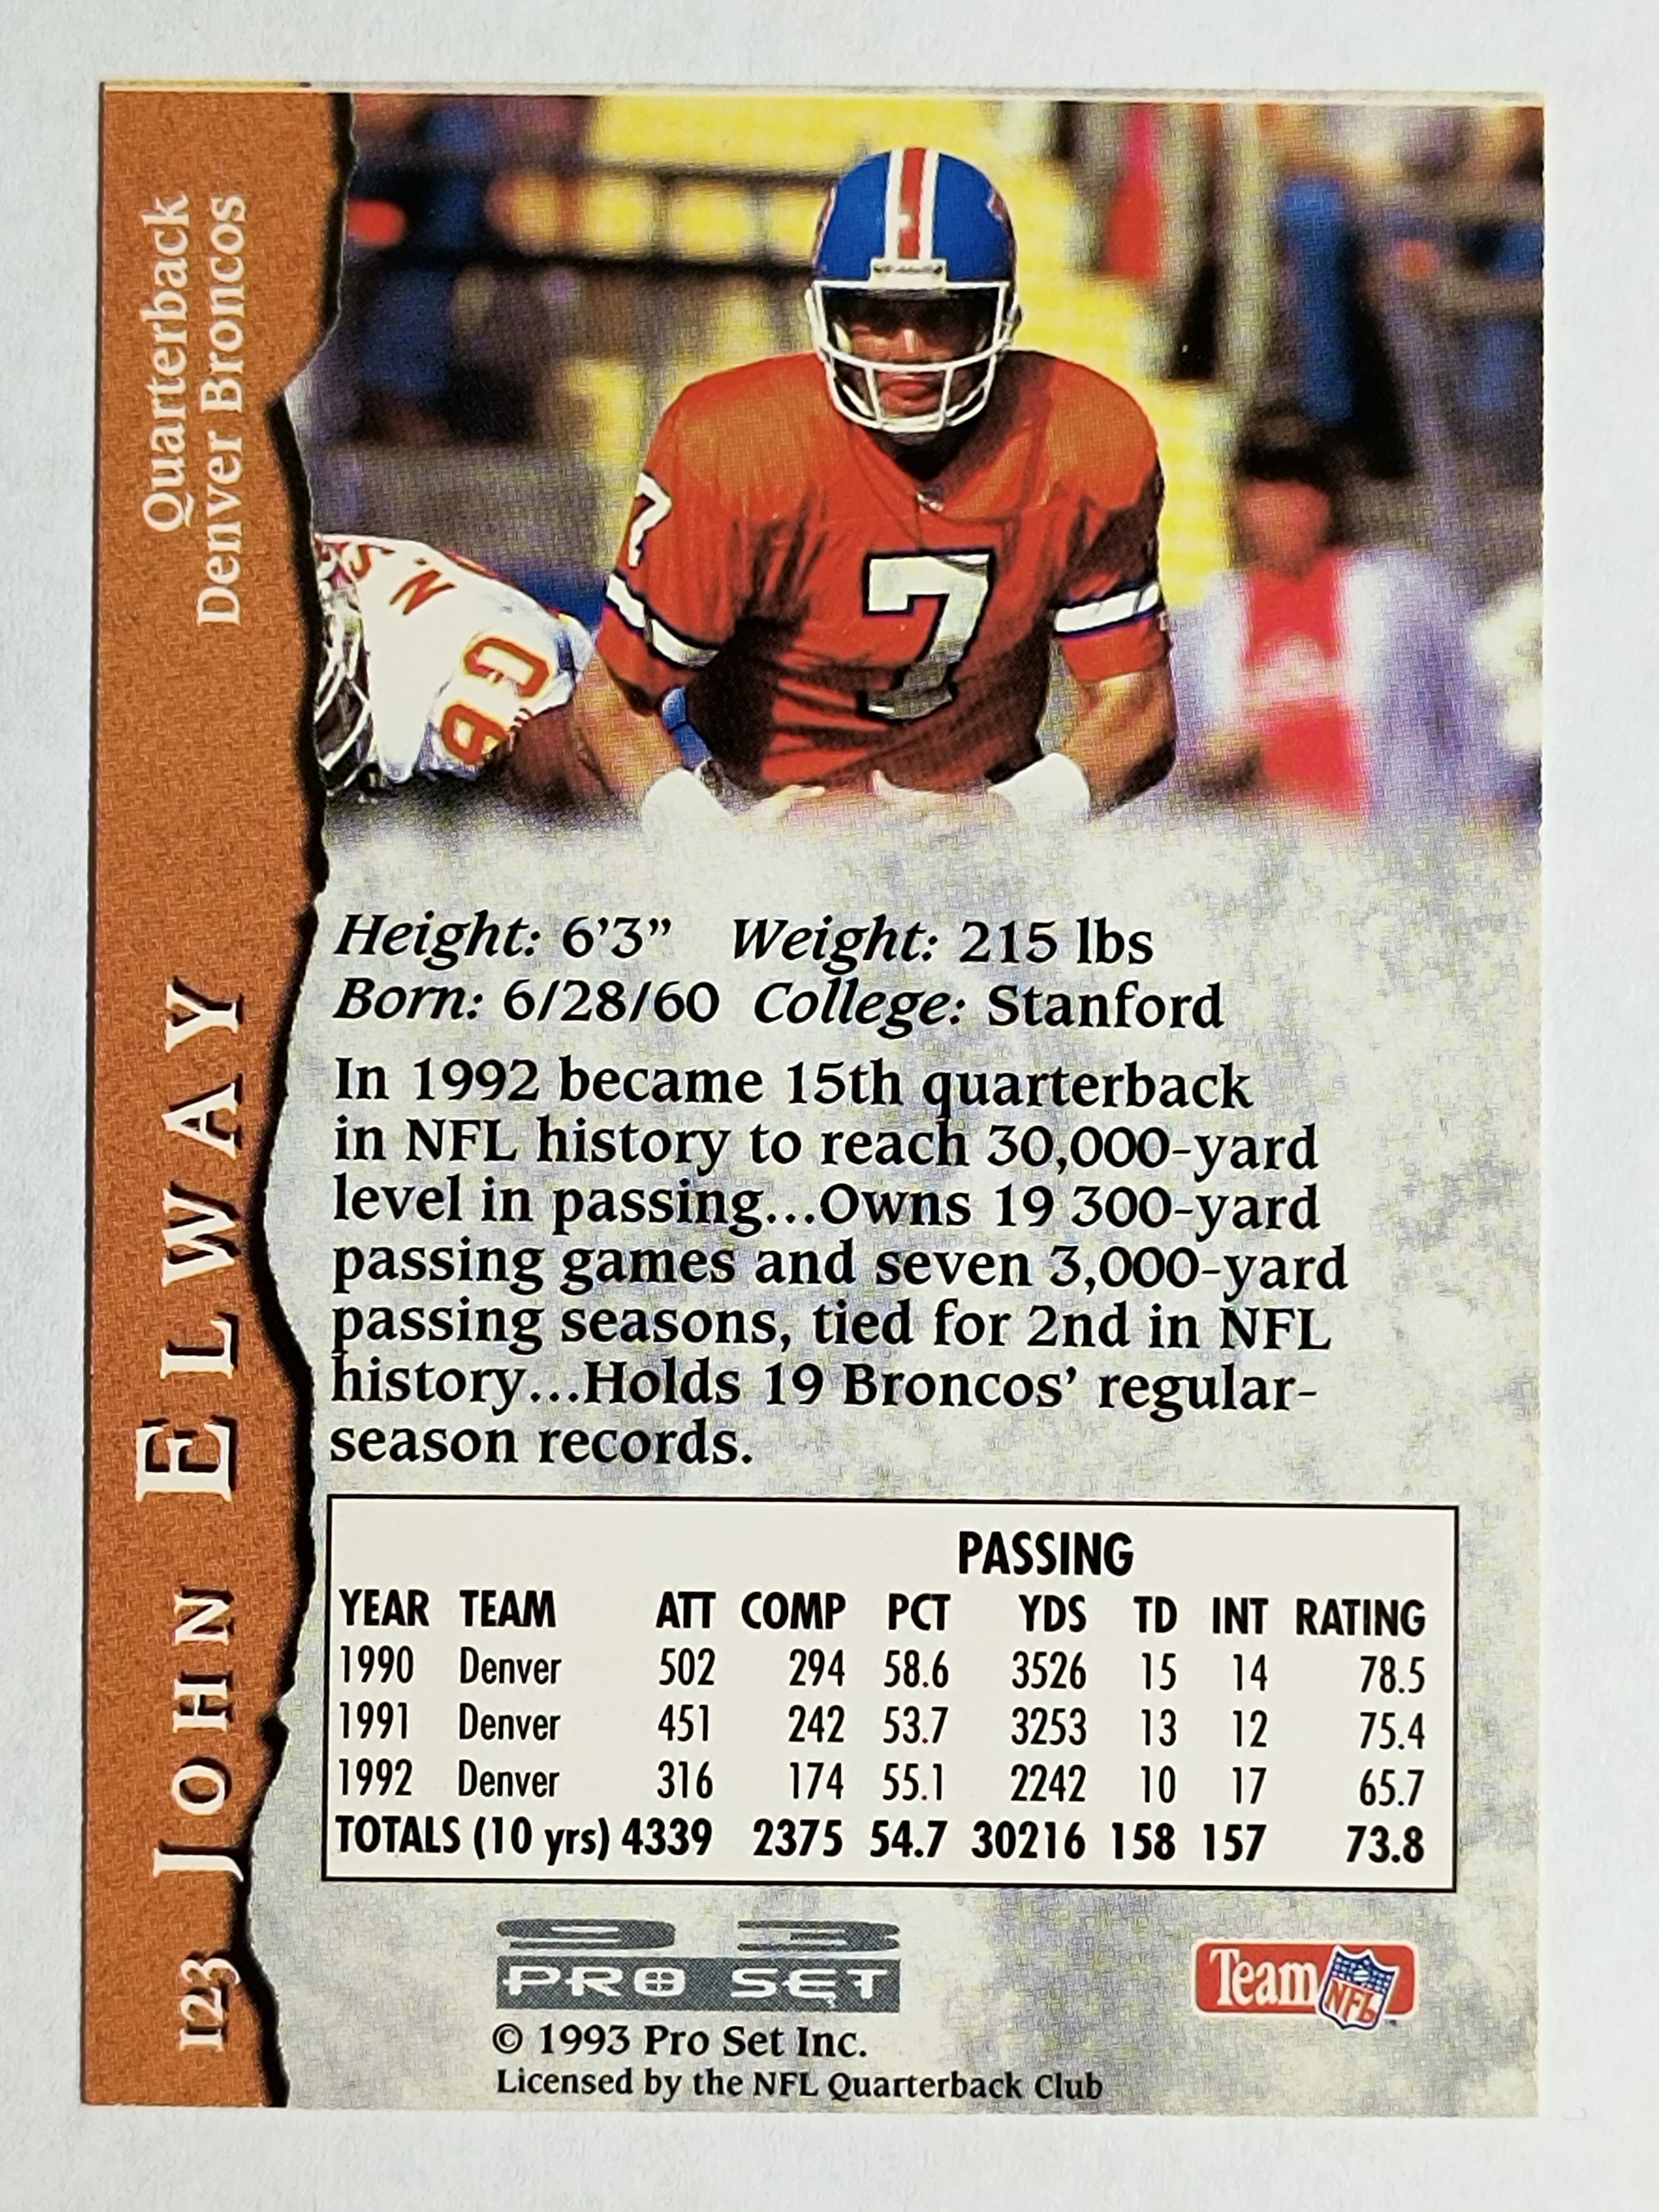 Quarterback
Denver Broncos
123 JOHN ELWAY
N, S
90
7
7
Height: 6'3” Weight: 215 lbs
Born: 6/28/60 College: Stanford
In 1992 became 15th quarterback
in NFL history to reach 30,000-yard
level in passing...Owns 19 300-yard
passing games and seven 3,000-yard
passing seasons, tied for 2nd in NFL
history...Holds 19 Broncos’ regular-
season records.
PASSING
YEAR TEAM ATT COMP PCT YDS TD INT RATING
1990 Denver 502 294 58.6 3526 15 14 78.5
1991 Denver 451 242 53.7 3253 13 12 75.4
1992 Denver 316 174 55.1 2242 10 17 65.7
TOTALS (10 yrs) 4339 2375 54.7 30216 158 157 73.8
93
PRO SET
© 1993 Pro Set Inc.
Licensed by the NFL Quarterback Club
Team NFL